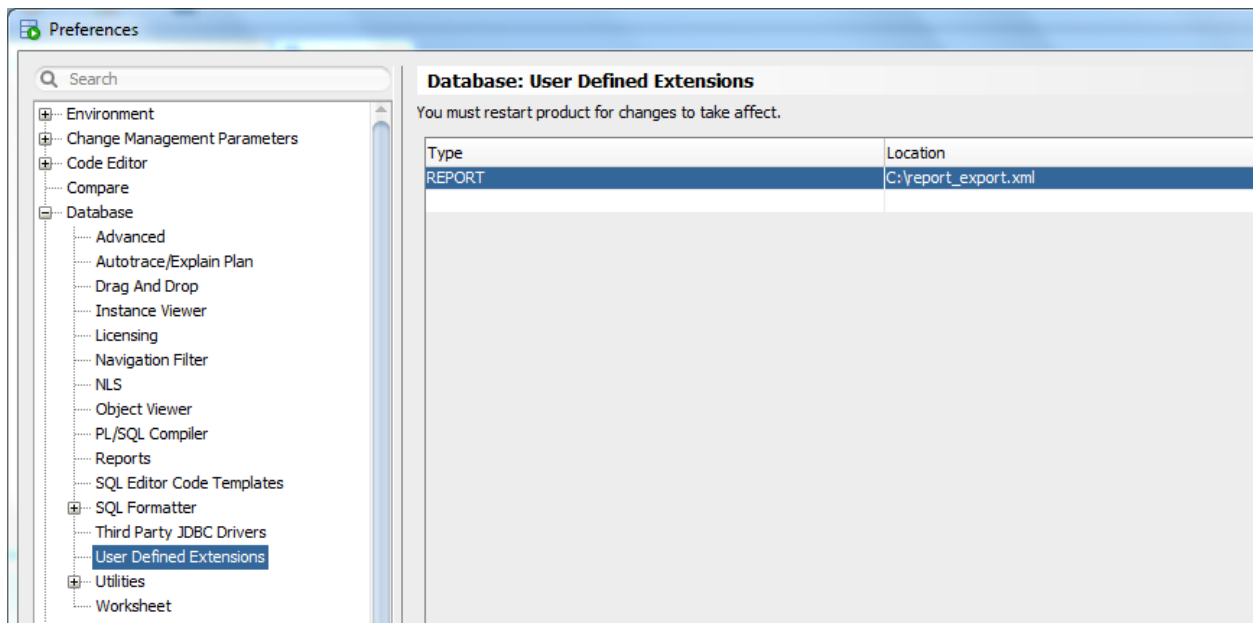 Preferences
Search
Environment
Change Management Parameters
Code Editor
Compare
Database
Advanced
Autotrace/Explain Plan
Drag And Drop
Instance Viewer
Licensing
Navigation Filter
NLS
Object Viewer
PL/SQL Compiler
Reports
SQL Editor Code Templates
SQL Formatter
Third Party JDBC Drivers
User Defined Extensions
Utilities
Worksheet
Database: User Defined Extensions
You must restart product for changes to take affect.
Type Location
REPORT C:\report_export.xml